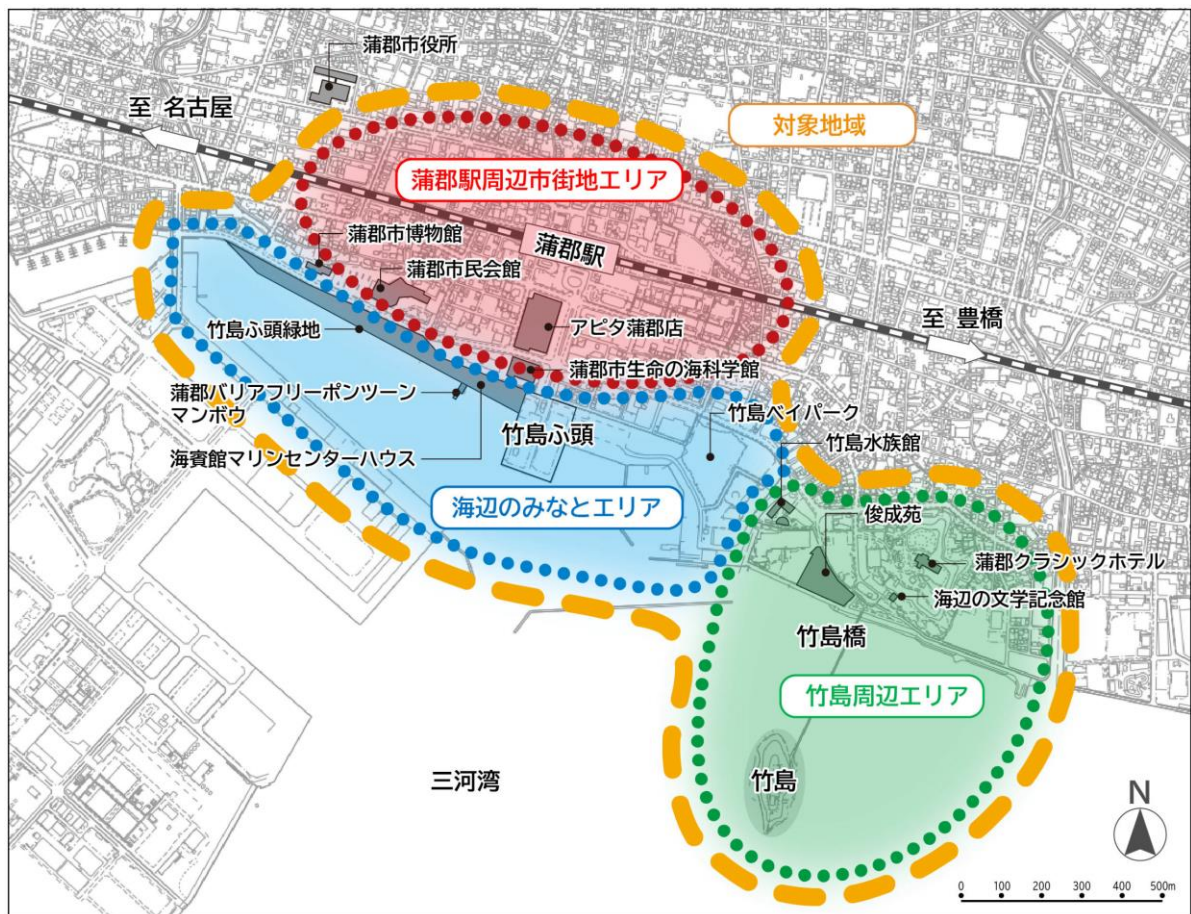 蒲郡市役所
至 名古屋
対象地域
蒲郡駅周辺市街地エリア
蒲郡市博物館
蒲郡駅
蒲郡市民会館
至 豊橋
竹島ふ頭緑地
アピタ蒲郡店
蒲郡市生命の海科学館
蒲郡バリアフリーポンツーン
マンボウ
竹島ベイパーク
竹島ふ頭
竹島水族館
海賓館マリンセンターハウス
海辺のみなとエリア
俊成苑
蒲郡クラシックホテル
海辺の文学記念館
竹島橋
竹島周辺エリア
三河湾
竹島
N
0 100 200 300 400 500m